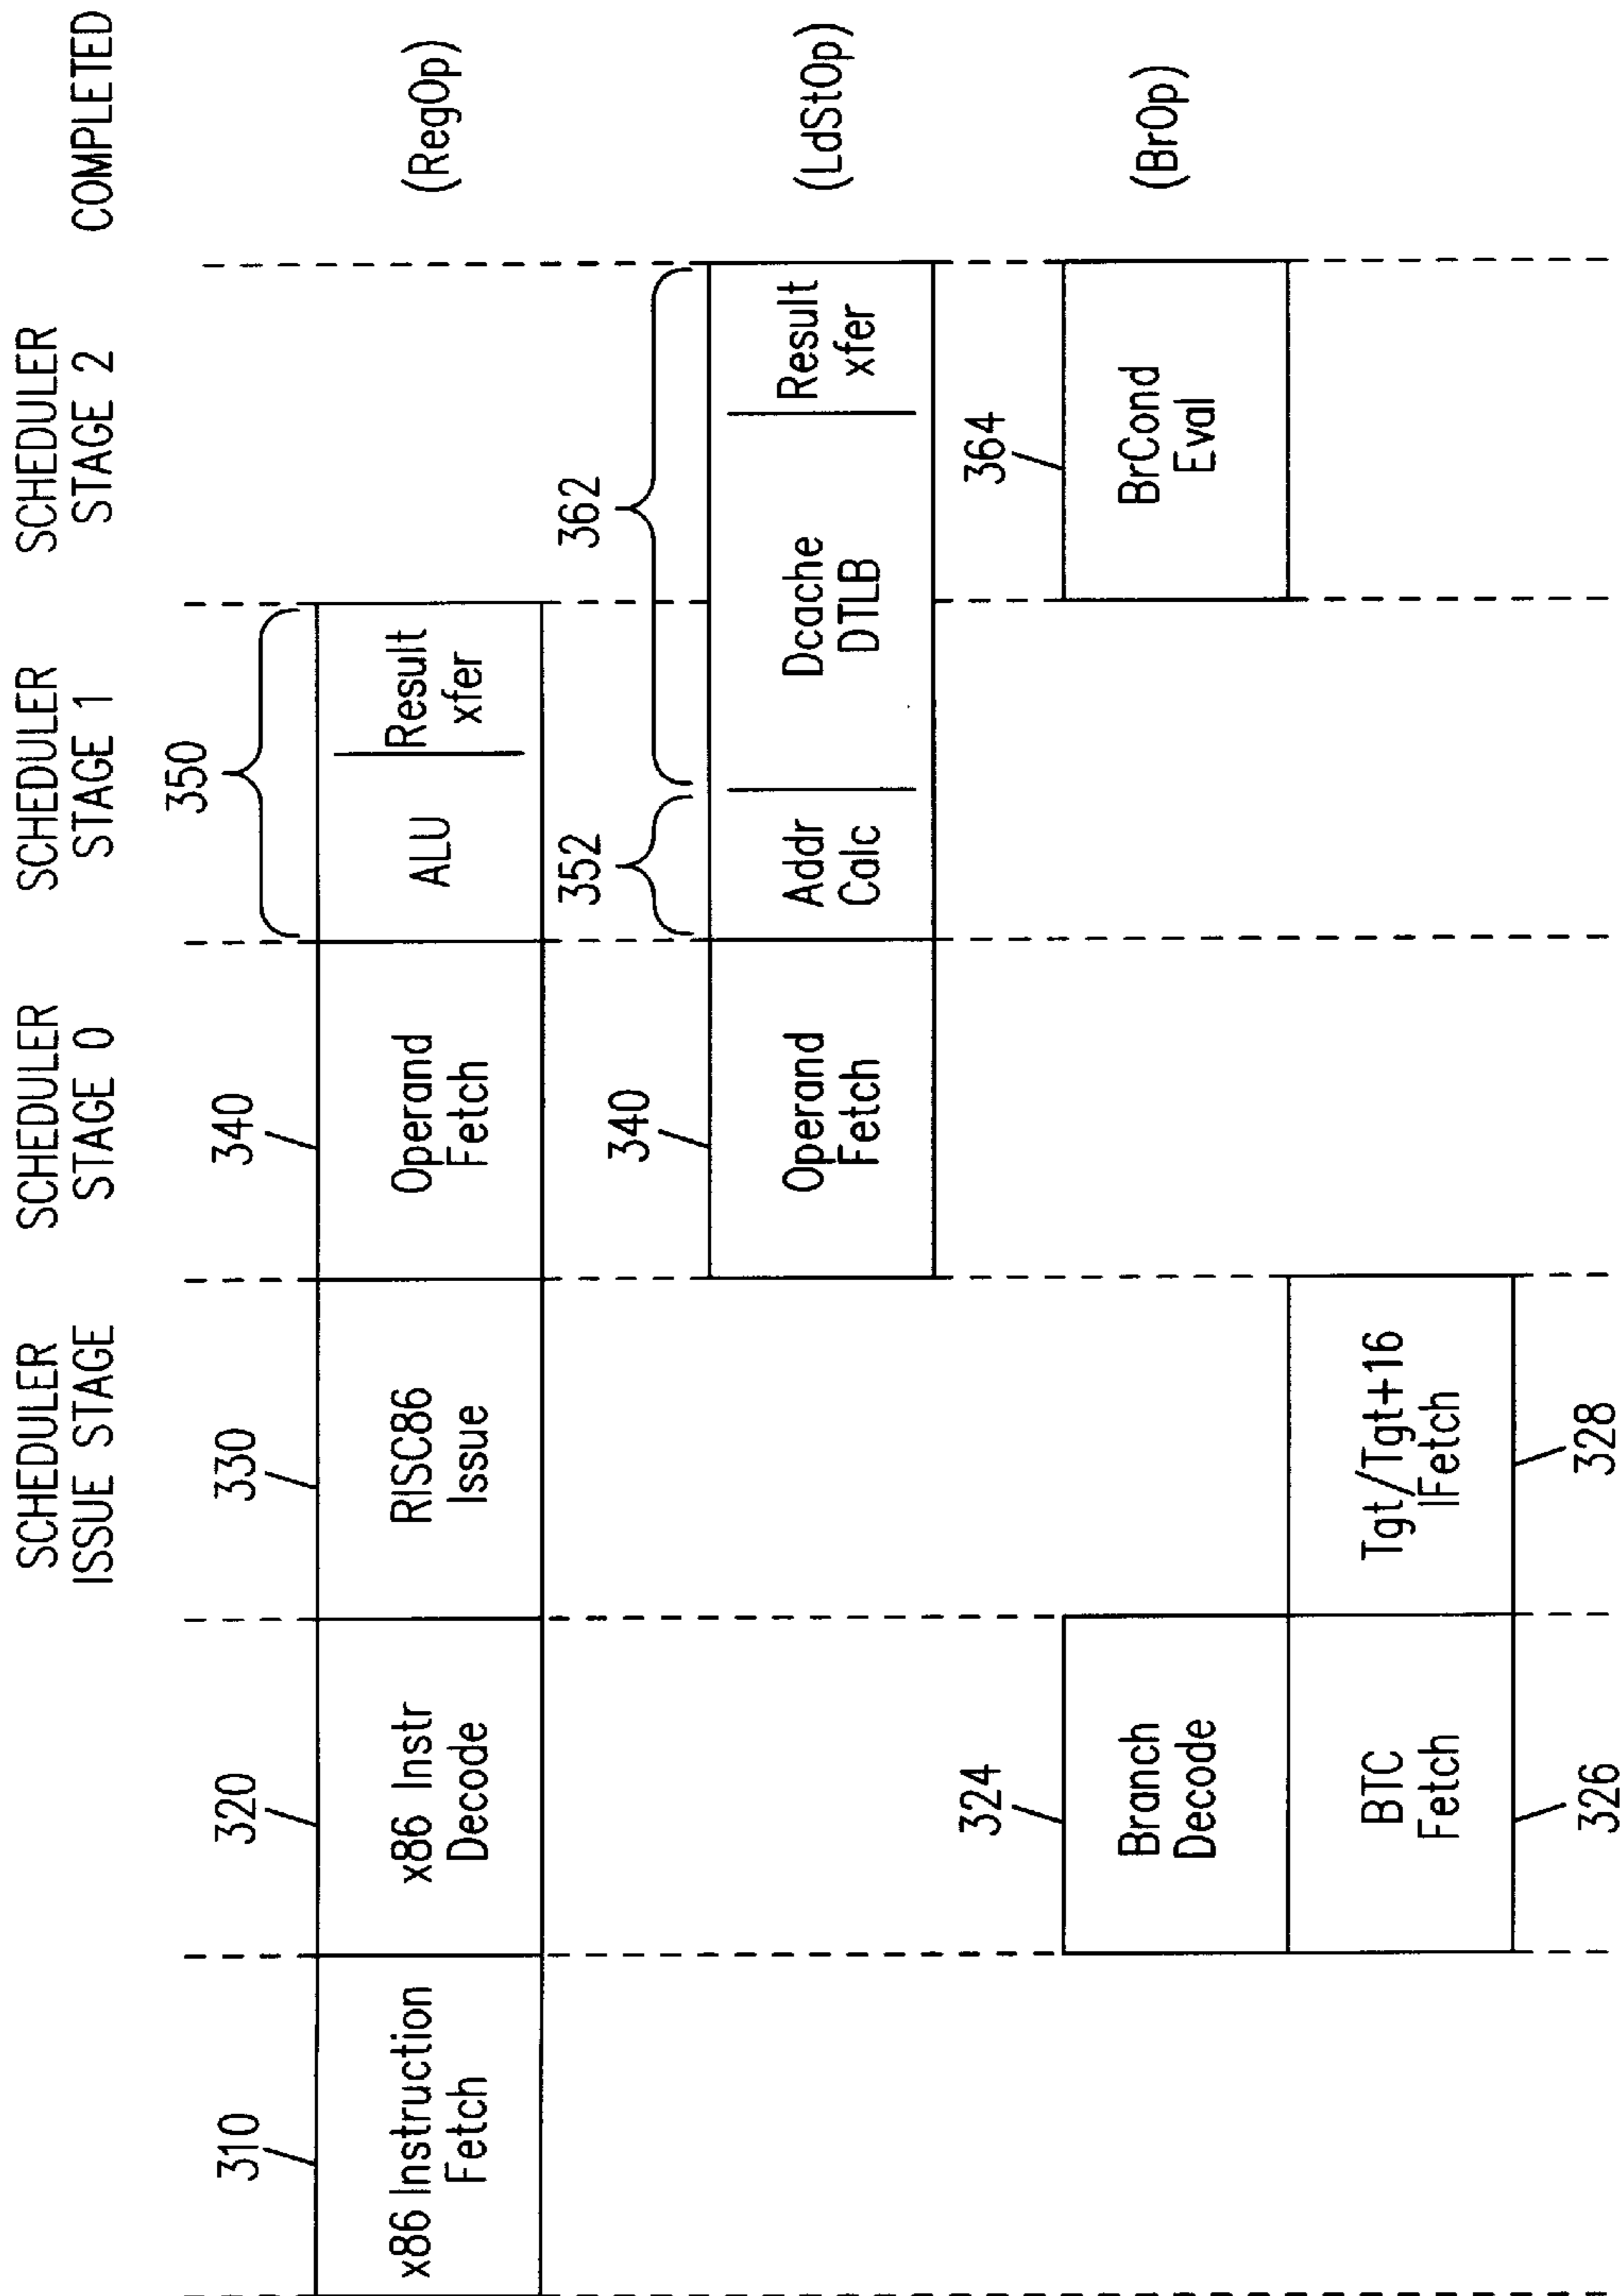 SCHEDULER
ISSUE STAGE
SCHEDULER
STAGE 0
SCHEDULER
STAGE 1
SCHEDULER
STAGE 2
COMPLETED
310
320
330
340
350
x86 Instruction
Fetch
x86 Instr
Decode
RISC86
Issue
Operand
Fetch
ALU
Result
xfer
(RegOp)
340
352
362
Operand
Fetch
Addr
Calc
Dcache
DTLB
Result
xfer
(LdStOp)
324
364
Branch
Decode
BrCond
Eval
(BrOp)
BTC
Fetch
Tgt/Tgt+16
IFetch
326
328